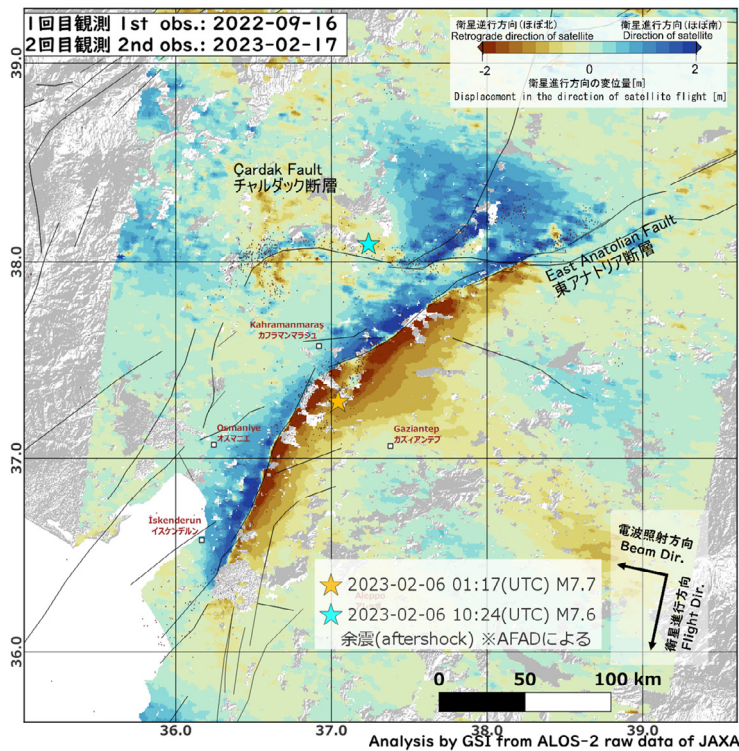 1回目観測 1st obs.: 2022-09-16
2回目観測 2nd obs.: 2023-02-17
衛星逆行方向(ほぼ北) 衛星進行方向(ほぼ南)
Retrograde direction of satellite Direction of satellite
-2 0 2
衛星進行方向の変位量[m]
Displacement in the direction of satellite flight [m]
39.0
Çardak Fault
チャルダック断層
38.0
East Anatolian Fault
東アナトリア断層
Kahramanmaraş
カフラマンマラシュ
Osmaniye
オスマニエ
Gaziantep
ガズィアンテプ
37.0
İskenderun
イスケンデルン
電波照射方向
Beam Dir.
衛星進行方向
Flight Dir.
2023-02-06 01:17(UTC) M7.7
Aleppo
2023-02-06 10:24(UTC) M7.6
余震(aftershock) ※AFADによる
36.0
0 50 100 km
36.0 37.0 38.0 39.0
Analysis by GSI from ALOS-2 raw data of JAXA